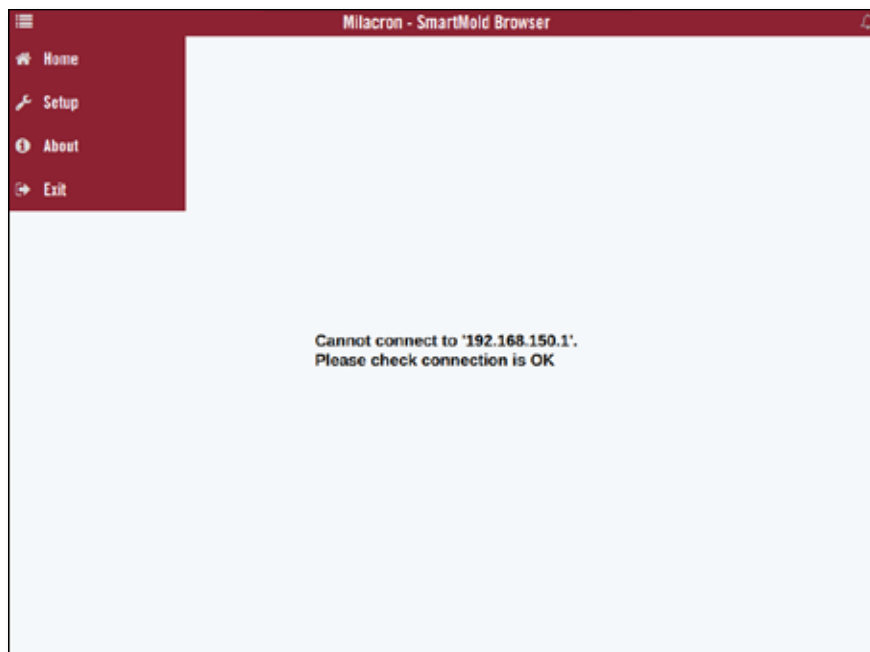 Milacron - SmartMold Browser
Home
Setup
About
Exit
Cannot connect to '192.168.150.1'.
Please check connection is OK